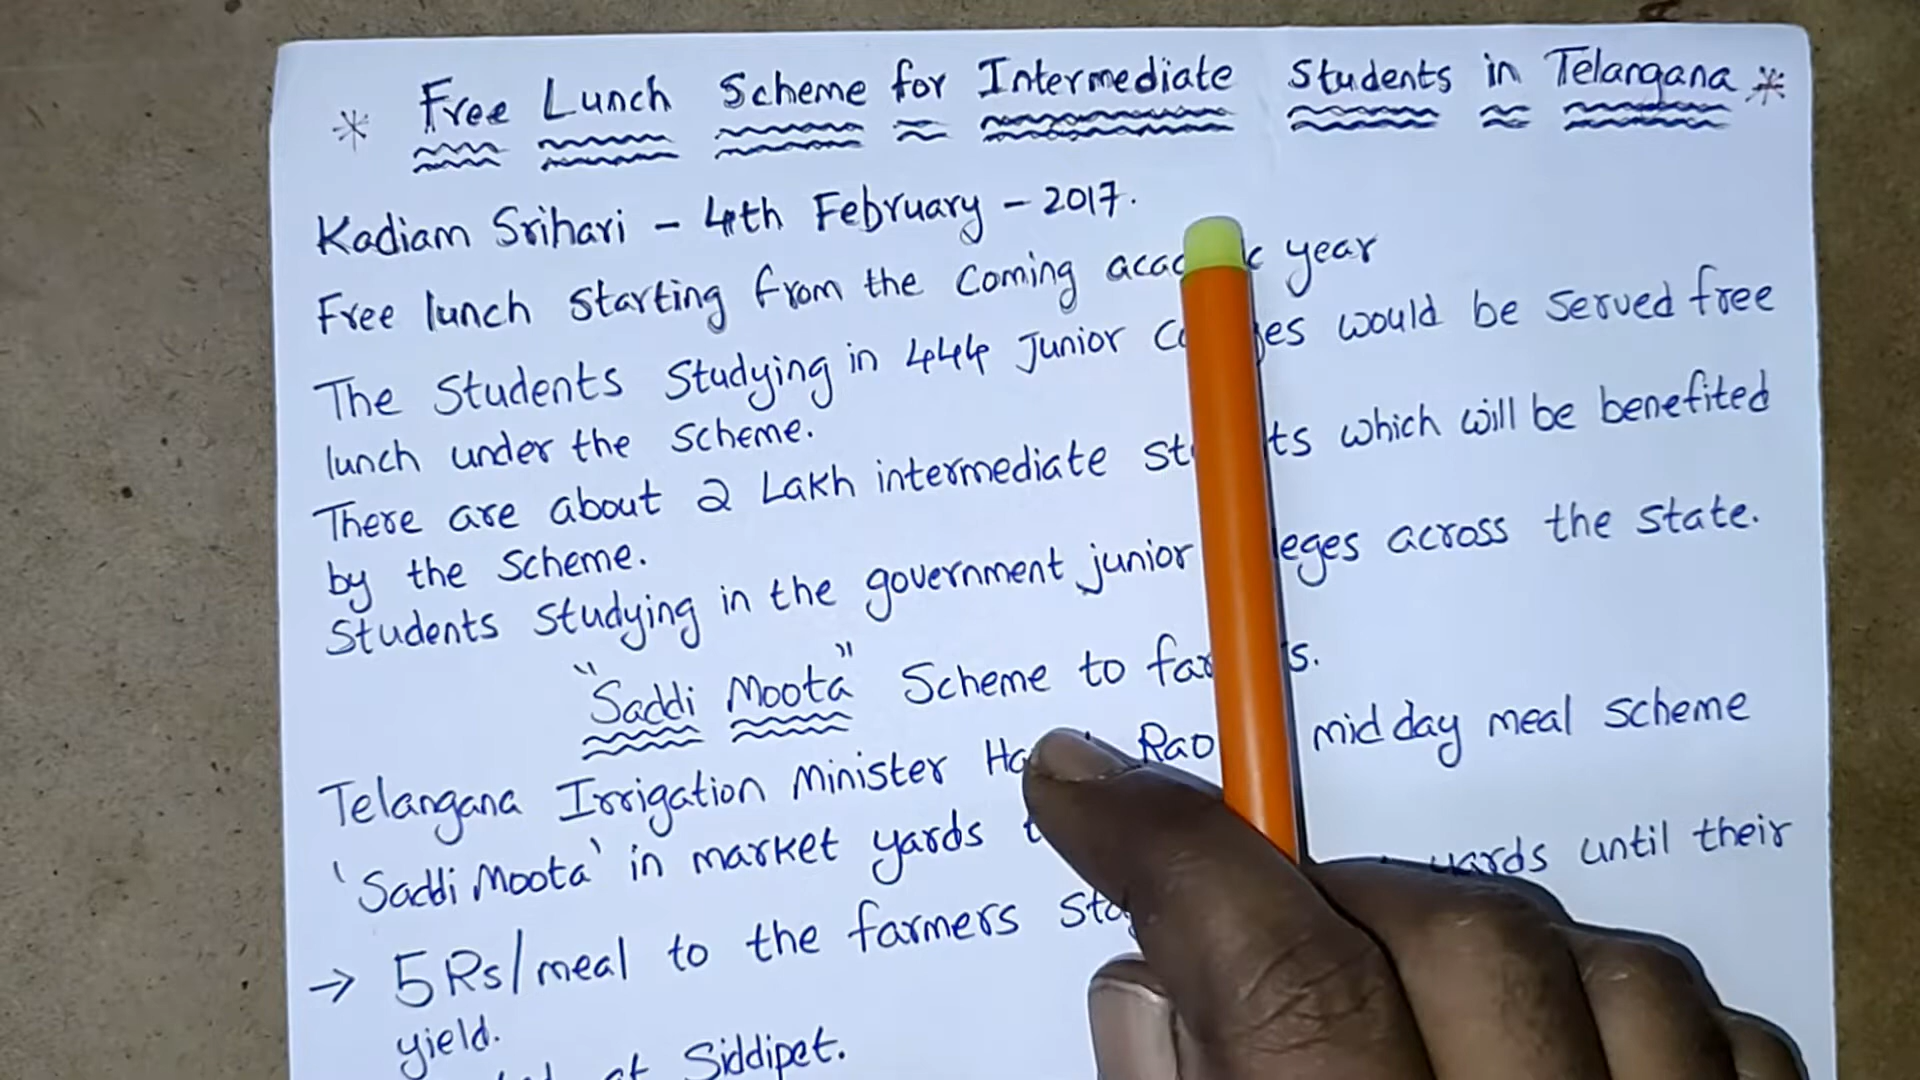 * Free Lunch Scheme for Intermediate Students in Telangana *
Kadiam Srihari - 4th February - 2017.
Free lunch starting from the Coming year
The Students Studying in 444 Junior would be served free
lunch under the scheme.
There are about 2 Lakh intermediate which will be benefited
by the scheme.
Students studying in the government junior across the state.
"Saddi Moota" Scheme to
Telangana Irrigation Minister Rao midday meal scheme
'Saddi Moota' in market yards
→ 5Rs/meal to the farmers yards until their
yield.
at Siddipet.